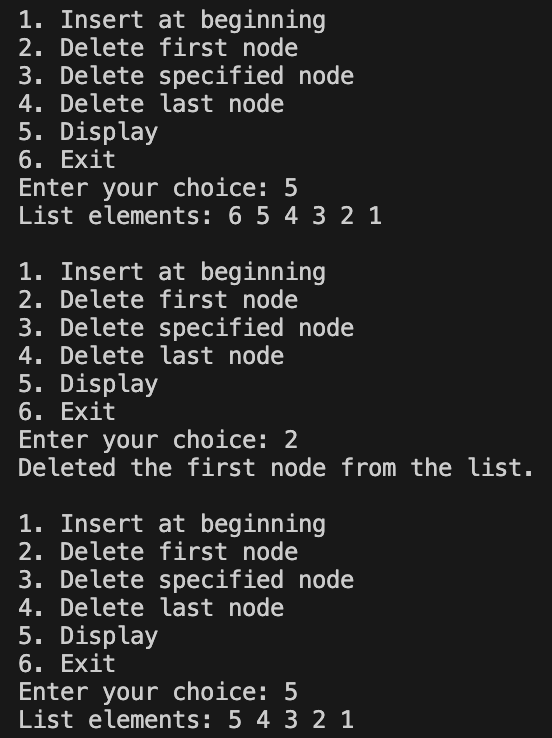 1. Insert at beginning
2. Delete first node
3. Delete specified node
4. Delete last node
5. Display
6. Exit
Enter your choice: 5
List elements: 6 5 4 3 2 1
1. Insert at beginning
2. Delete first node
3. Delete specified node
4. Delete last node
5. Display
6. Exit
Enter your choice: 2
Deleted the first node from the list.
1. Insert at beginning
2. Delete first node
3. Delete specified node
4. Delete last node
5. Display
6. Exit
Enter your choice: 5
List elements: 5 4 3 2 1